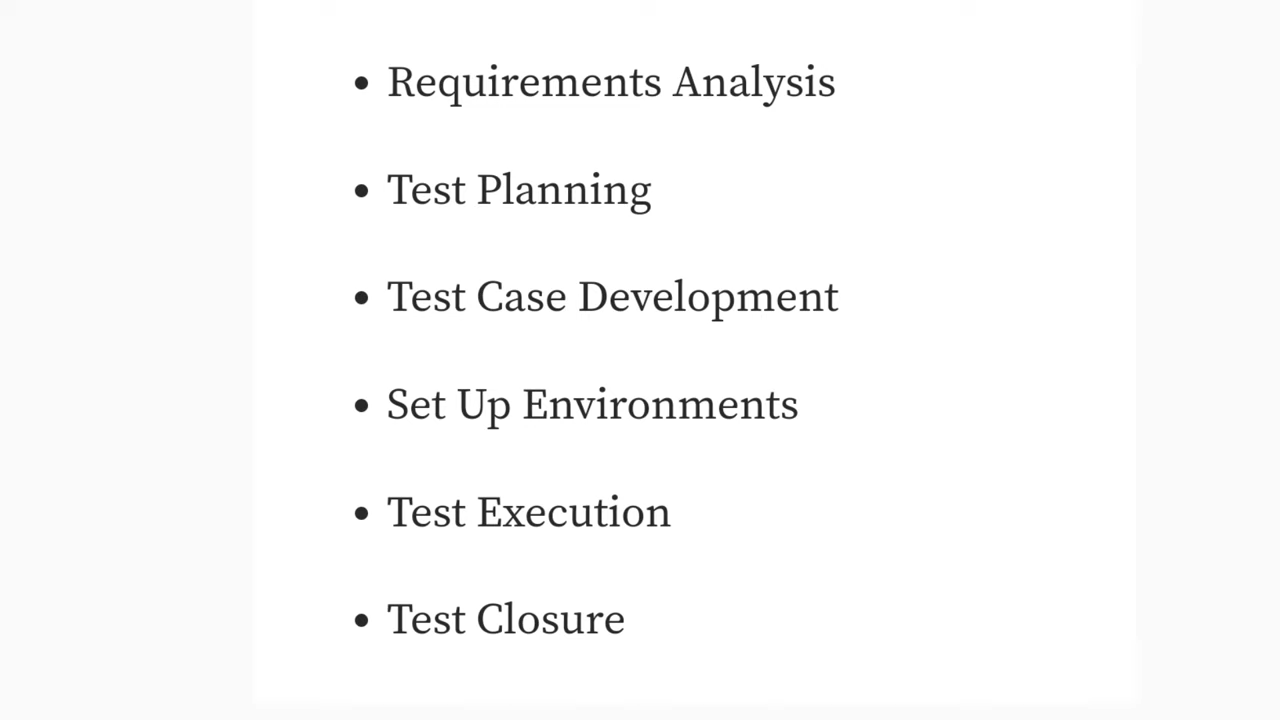 • Requirements Analysis
• Test Planning
• Test Case Development
• Set Up Environments
• Test Execution
• Test Closure